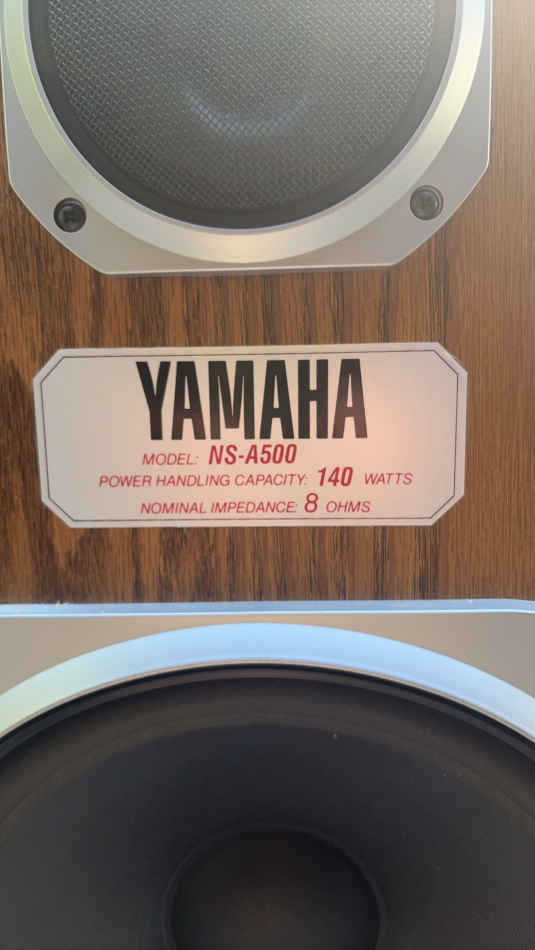 YAMAHA
MODEL: NS-A500
POWER HANDLING CAPACITY: 140 WATTS
NOMINAL IMPEDANCE: 8 OHMS